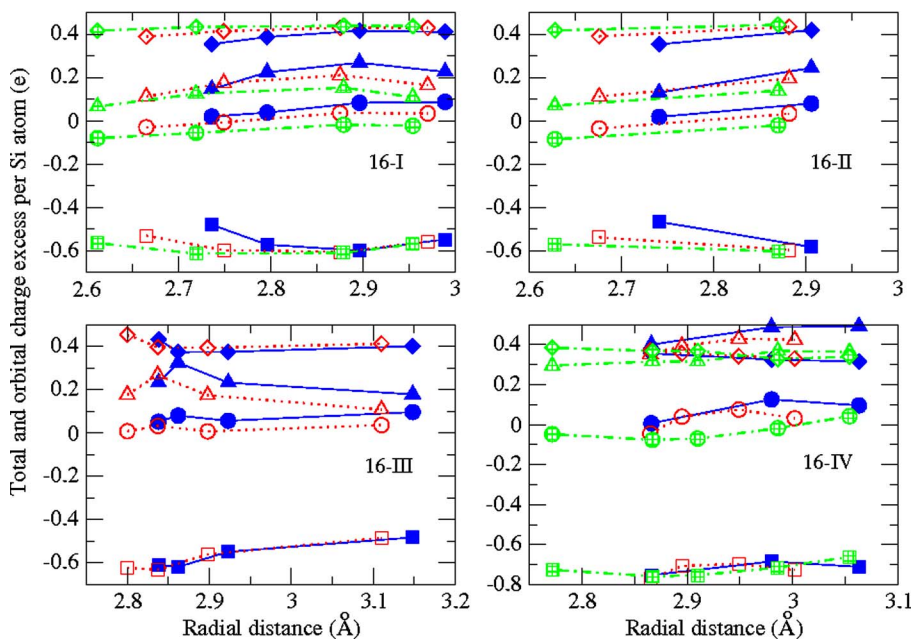 Total and orbital charge excess per Si atom (e)
0.4
0.2
0
-0.2
-0.4
-0.6
16-I
2.6 2.7 2.8 2.9 3
0.4
0.2
0
-0.2
-0.4
-0.6
16-II
2.6 2.7 2.8 2.9 3
0.4
0.2
0
-0.2
-0.4
-0.6
16-III
2.8 2.9 3 3.1 3.2
Radial distance (Å)
0.4
0.2
0
-0.2
-0.4
-0.6
-0.8
16-IV
2.8 2.9 3 3.1
Radial distance (Å)